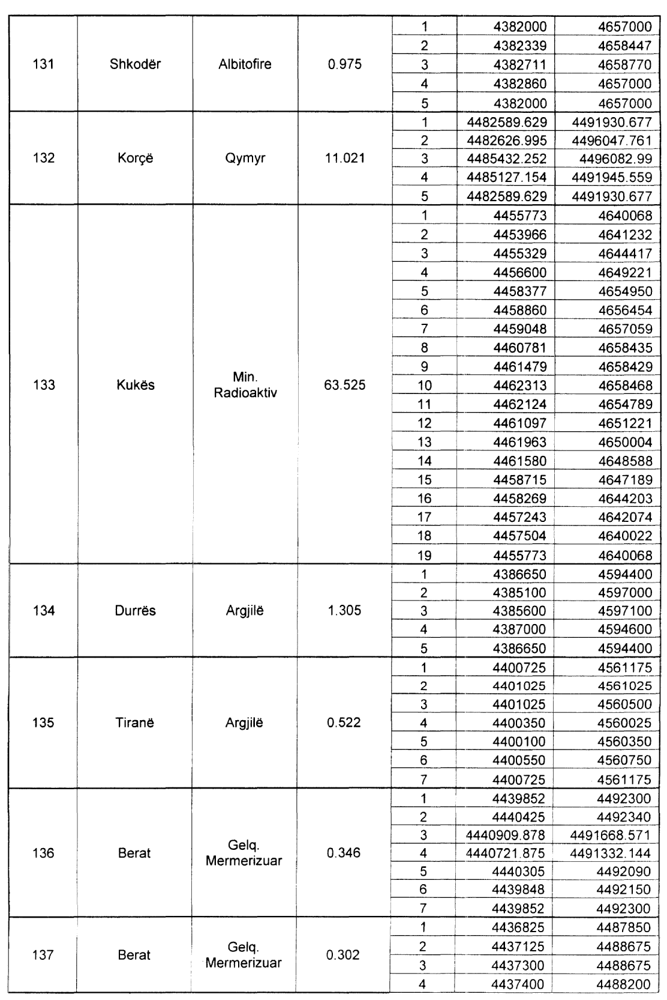 131 Shkodër Albitofire 0.975
1 4382000 4657000
2 4382339 4658447
3 4382711 4658770
4 4382860 4657000
5 4382000 4657000
132 Korçë Qymyr 11.021
1 4482589.629 4491930.677
2 4482626.995 4496047.761
3 4485432.252 4496082.99
4 4485127.154 4491945.559
5 4482589.629 4491930.677
133 Kukës Min. Radioaktiv 63.525
1 4455773 4640068
2 4453966 4641232
3 4455329 4644417
4 4456600 4649221
5 4458377 4654950
6 4458860 4656454
7 4459048 4657059
8 4460781 4658435
9 4461479 4658429
10 4462313 4658468
11 4462124 4654789
12 4461097 4651221
13 4461963 4650004
14 4461580 4648588
15 4458715 4647189
16 4458269 4644203
17 4457243 4642074
18 4457504 4640022
19 4455773 4640068
134 Durrës Argjilë 1.305
1 4386650 4594400
2 4385100 4597000
3 4385600 4597100
4 4387000 4594600
5 4386650 4594400
135 Tiranë Argjilë 0.522
1 4400725 4561175
2 4401025 4561025
3 4401025 4560500
4 4400350 4560025
5 4400100 4560350
6 4400550 4560750
7 4400725 4561175
136 Berat Gelq. Mermerizuar 0.346
1 4439852 4492300
2 4440425 4492340
3 4440909.878 4491668.571
4 4440721.875 4491332.144
5 4440305 4492090
6 4439848 4492150
7 4439852 4492300
137 Berat Gelq. Mermerizuar 0.302
1 4436825 4487850
2 4437125 4488675
3 4437300 4488675
4 4437400 4488200